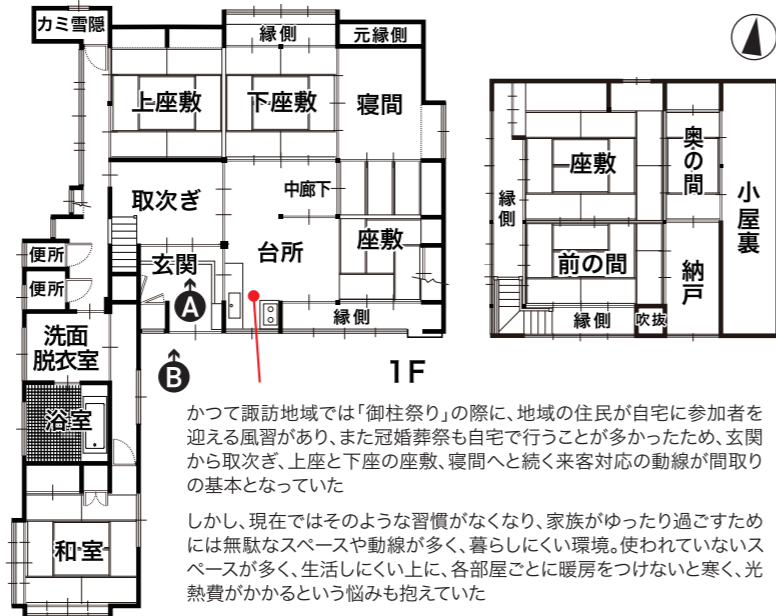 カミ雪隠
縁側
元縁側
上座敷
下座敷
寝間
取次ぎ
中廊下
座敷
台所
玄関
便所
便所
A
縁側
洗面
脱衣室
B
浴室
和室
1F
座敷
奥の間
縁側
小屋裏
前の間
納戸
縁側
吹抜
かつて諏訪地域では「御柱祭り」の際に、地域の住民が自宅に参加者を
迎える風習があり、また冠婚葬祭も自宅で行うことが多かったため、玄関
から取次ぎ、上座と下座の座敷、寝間へと続く来客対応の動線が間取り
の基本となっていた
しかし、現在ではそのような習慣がなくなり、家族がゆったり過ごすため
には無駄なスペースや動線が多く、暮らしにくい環境。使われていないス
ペースが多く、生活しにくい上に、各部屋ごとに暖房をつけないと寒く、光
熱費がかかるという悩みも抱えていた